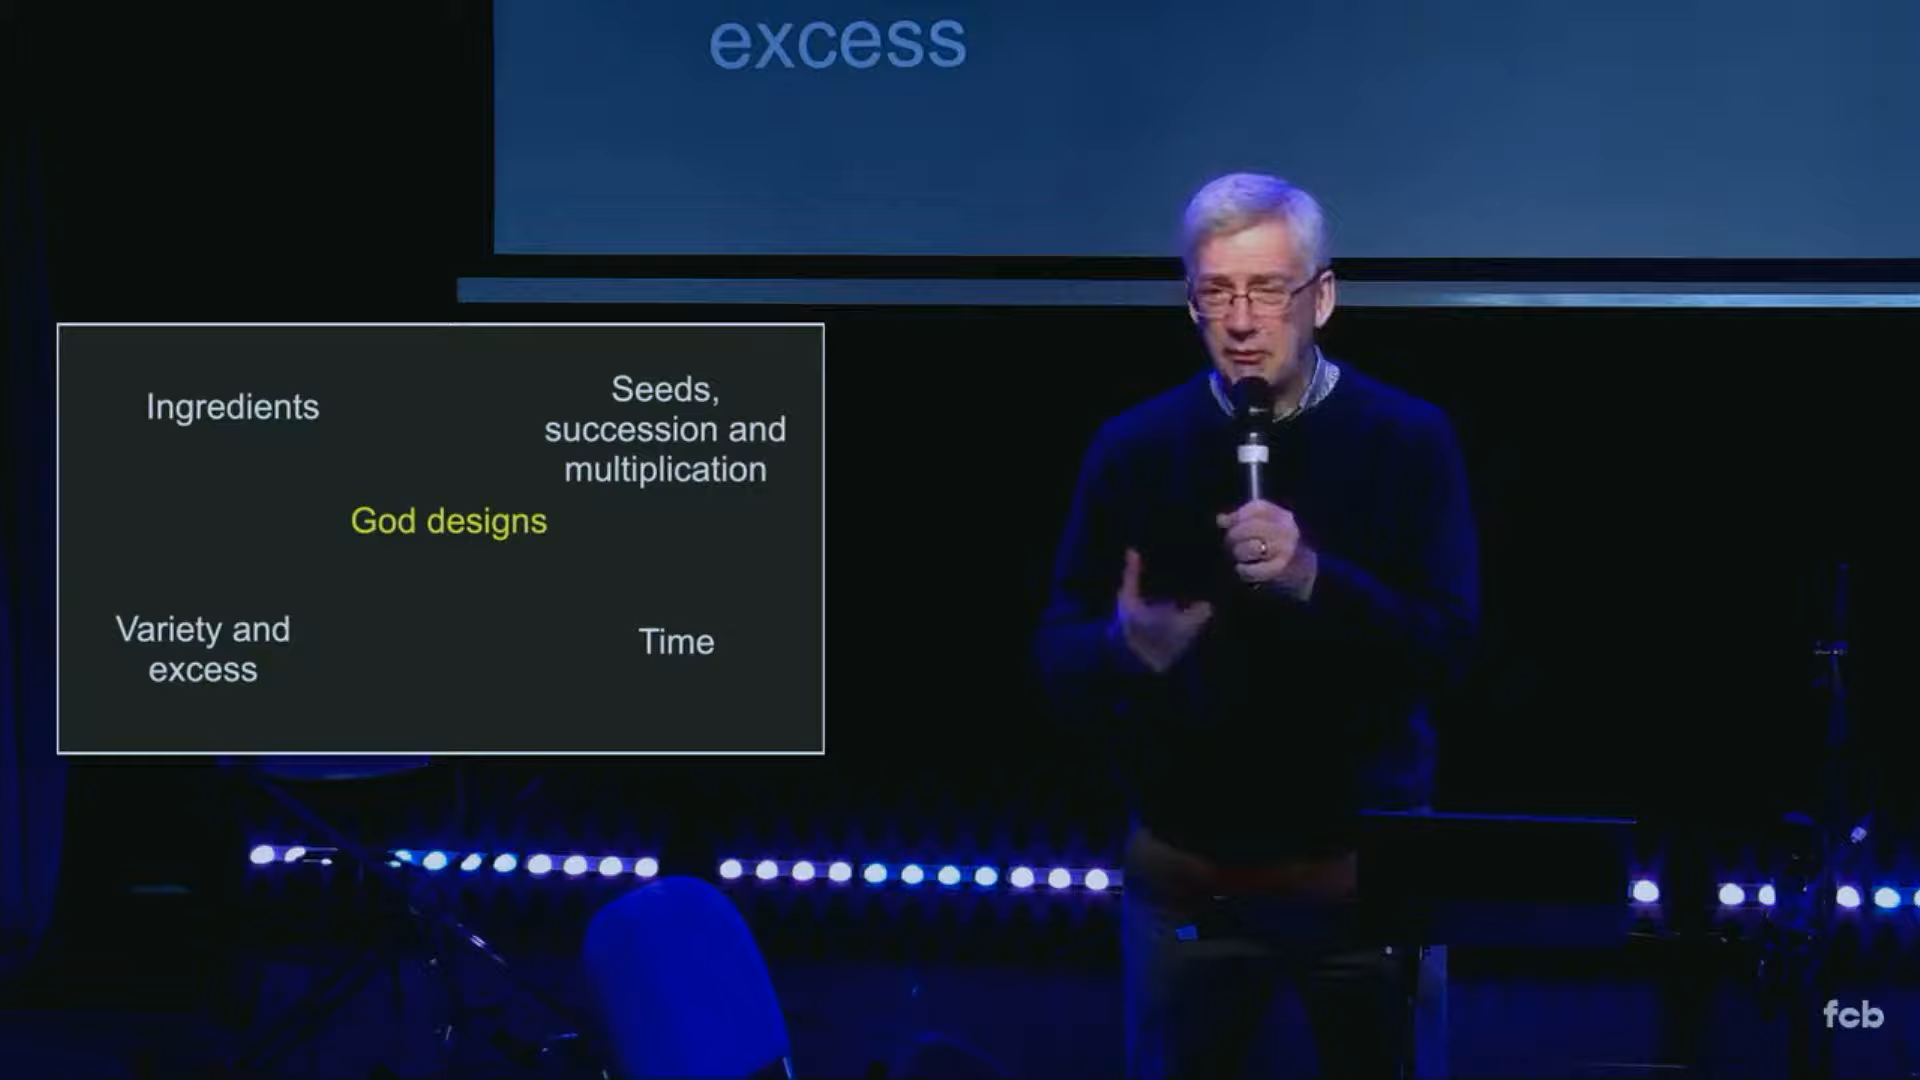 excess
Ingredients
Seeds,
succession and
multiplication
God designs
Variety and
excess
Time
fcb